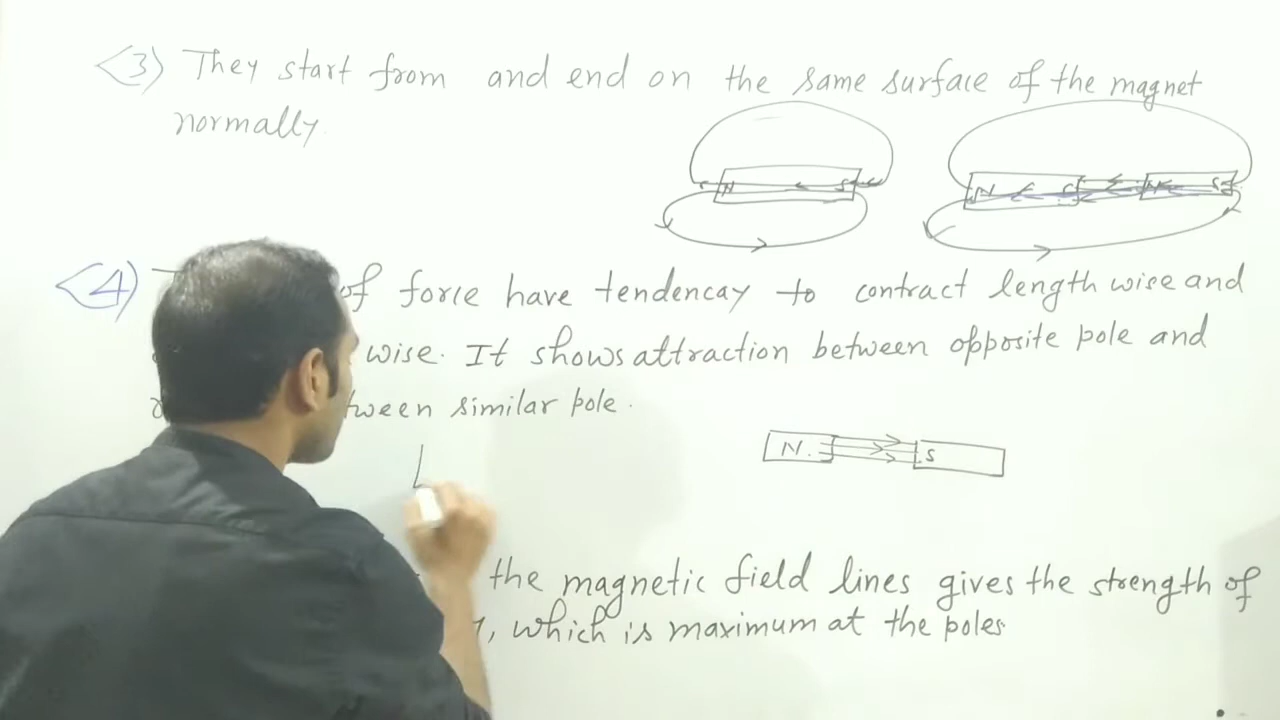 (3) They start from and end on the same surface of the magnet
normally.
N S N S N S
(4) of force have tendencay to contract length wise and
wise. It shows attraction between opposite pole and
between similar pole.
N. S
the magnetic field lines gives the strength of
, which is maximum at the poles.